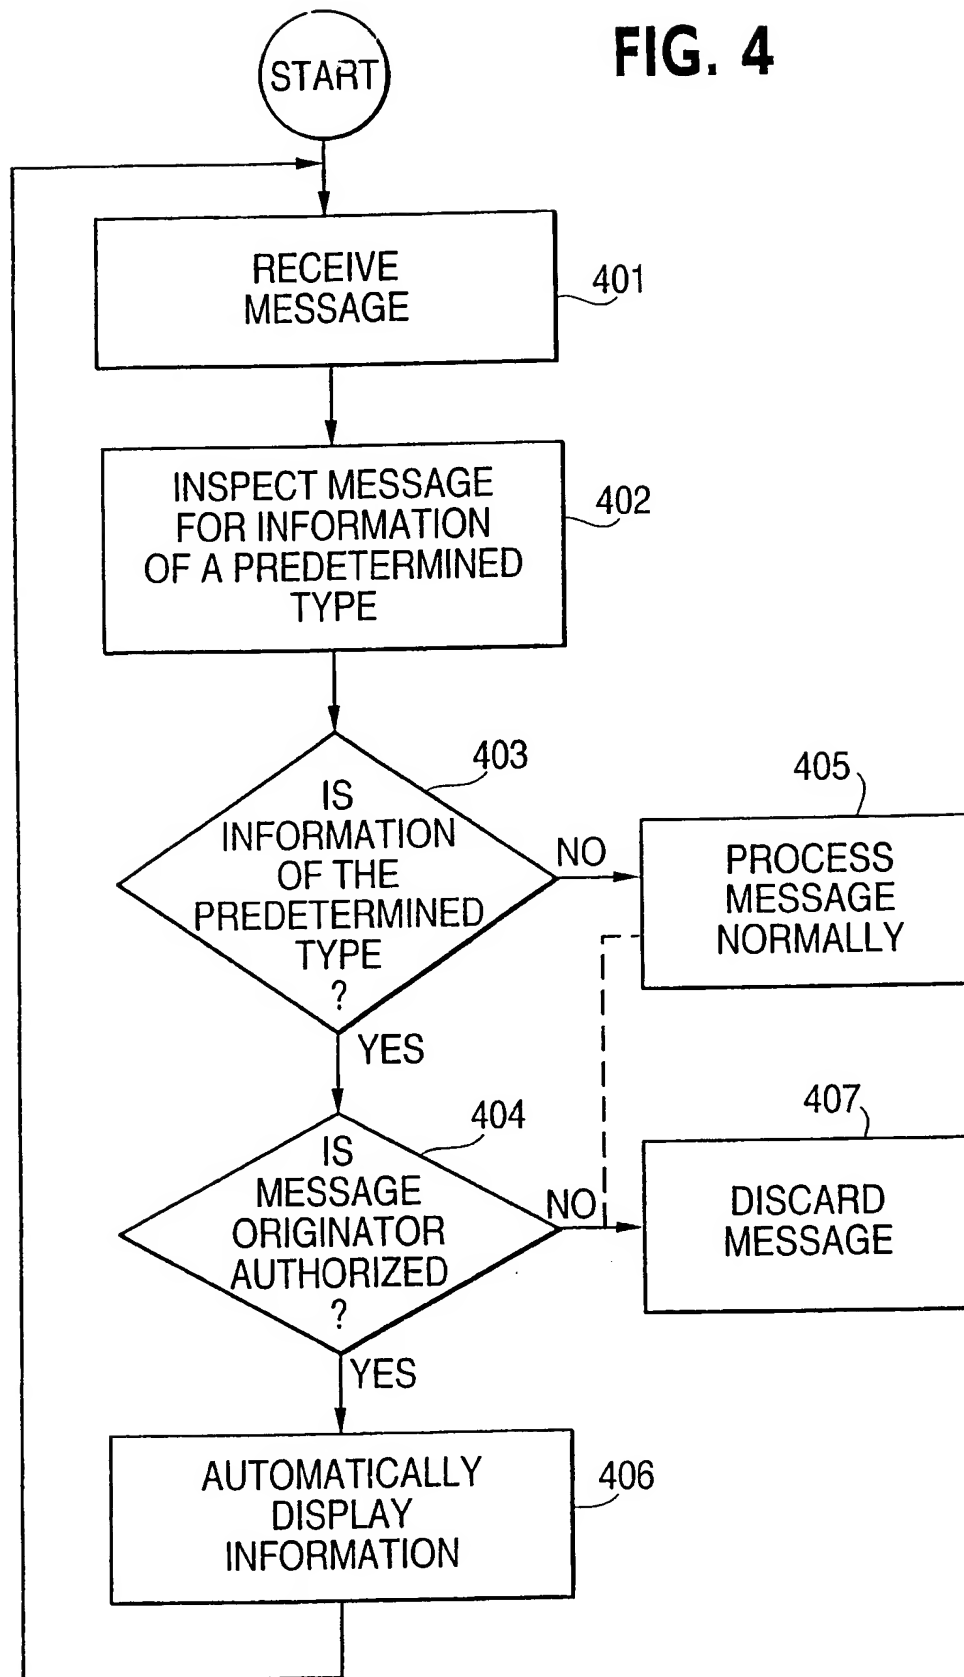 FIG. 4
START
RECEIVE
MESSAGE
401
INSPECT MESSAGE
FOR INFORMATION
OF A PREDETERMINED
TYPE
402
403
IS
INFORMATION
OF THE
PREDETERMINED
TYPE
?
NO
405
PROCESS
MESSAGE
NORMALLY
YES
404
IS
MESSAGE
ORIGINATOR
AUTHORIZED
?
NO
407
DISCARD
MESSAGE
YES
AUTOMATICALLY
DISPLAY
INFORMATION
406